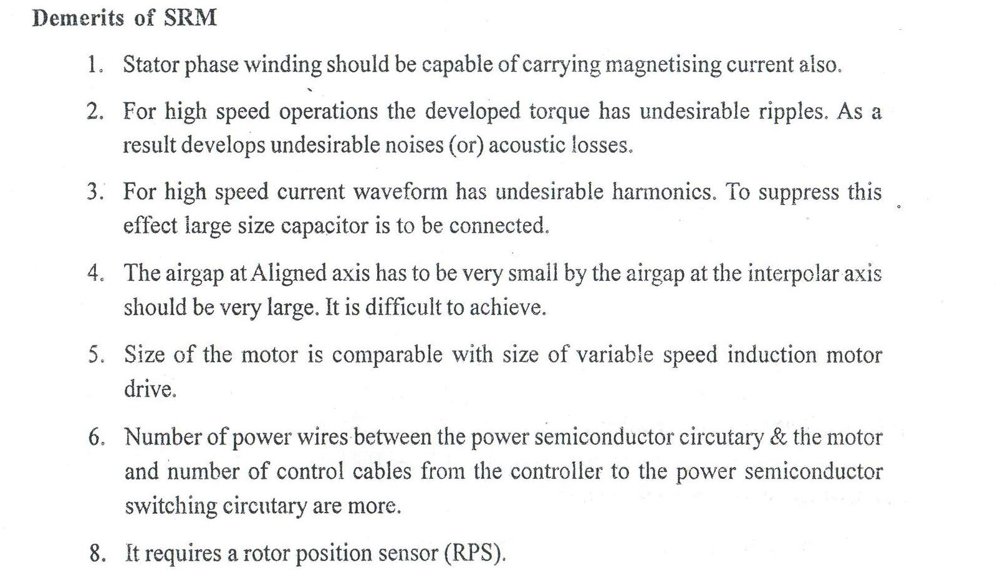 Demerits of SRM
1. Stator phase winding should be capable of carrying magnetising current also.
2. For high speed operations the developed torque has undesirable ripples. As a
result develops undesirable noises (or) acoustic losses.
3. For high speed current waveform has undesirable harmonics. To suppress this
effect large size capacitor is to be connected.
4. The airgap at Aligned axis has to be very small by the airgap at the interpolar axis
should be very large. It is difficult to achieve.
5. Size of the motor is comparable with size of variable speed induction motor
drive.
6. Number of power wires between the power semiconductor circutary & the motor
and number of control cables from the controller to the power semiconductor
switching circutary are more.
8. It requires a rotor position sensor (RPS).